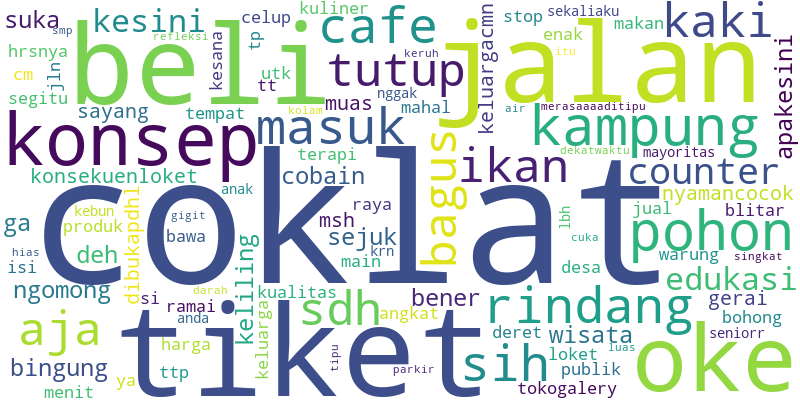 suka
smp
kesini
refleksi
kesana
celup
tp
kuliner
cafe
keruh
stop
sekaliaku
enak
itu
makan
kaki
hrsnya
cm
jln
segitu
beli
utk
tt
tutup
nggak
muas
mahal
jalan
keluargacmn
apakesini
sayang
tempat
kolam
air
merasaaaaditipu
konsep
masuk
bagus
kampung
dekatwaktu
mayoritas
terapi
ikan
counter
konsekuenloket
cobain
anak
coklat
nyamancocok
kebun
produk
dibukapdhl
gigit
bawa
msh
raya
sejuk
krn
main
lbh
jual
blitar
pohon
cuka
ga
hias
isi
deh
keliling
desa
warung
singkat
edukasi
ngomong
si
ramai
darah
anda
kualitas
keluarga
sdh
angkat
bener
rindang
gerai
bohong
aja
harga
tiket
tipu
deret
wisata
luas
seniorr
oke
bingung
menit
ya
ttp
parkir
sih
loket
publik
tokogalery